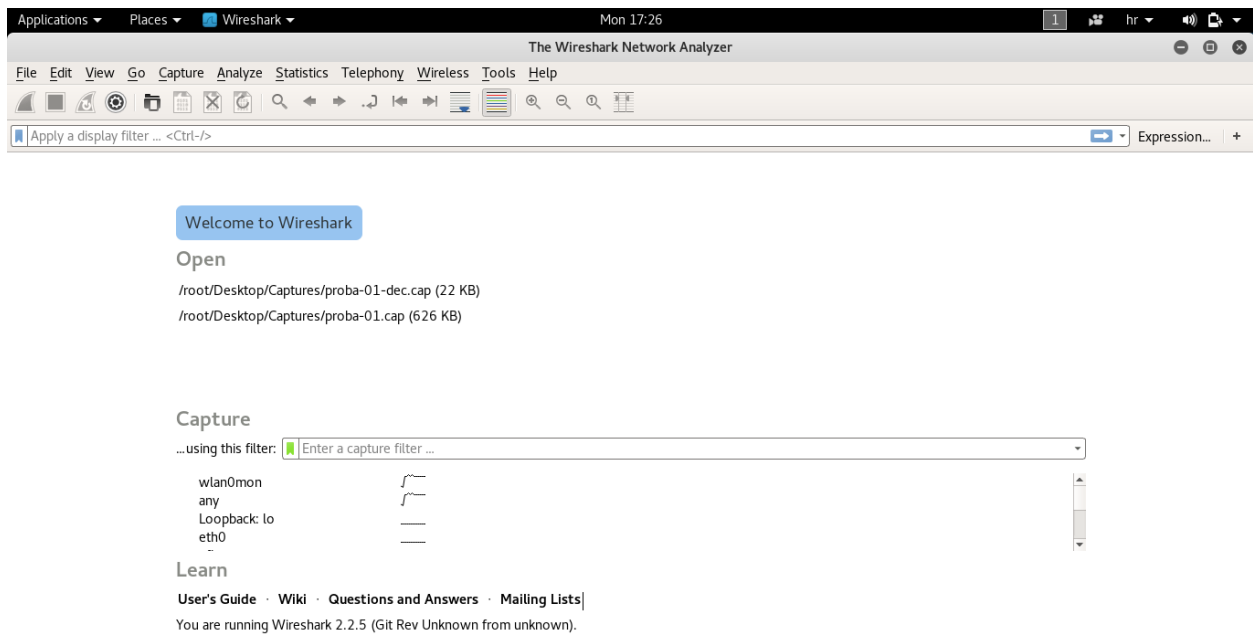 Applications Places Wireshark Mon 17:26 1 hr
The Wireshark Network Analyzer
File Edit View Go Capture Analyze Statistics Telephony Wireless Tools Help
Apply a display filter ... <Ctrl-/> Expression... +
Welcome to Wireshark
Open
/root/Desktop/Captures/proba-01-dec.cap (22 KB)
/root/Desktop/Captures/proba-01.cap (626 KB)
Capture
...using this filter: Enter a capture filter ...
wlan0mon
any
Loopback: lo
eth0
Learn
User's Guide · Wiki · Questions and Answers · Mailing Lists
You are running Wireshark 2.2.5 (Git Rev Unknown from unknown).